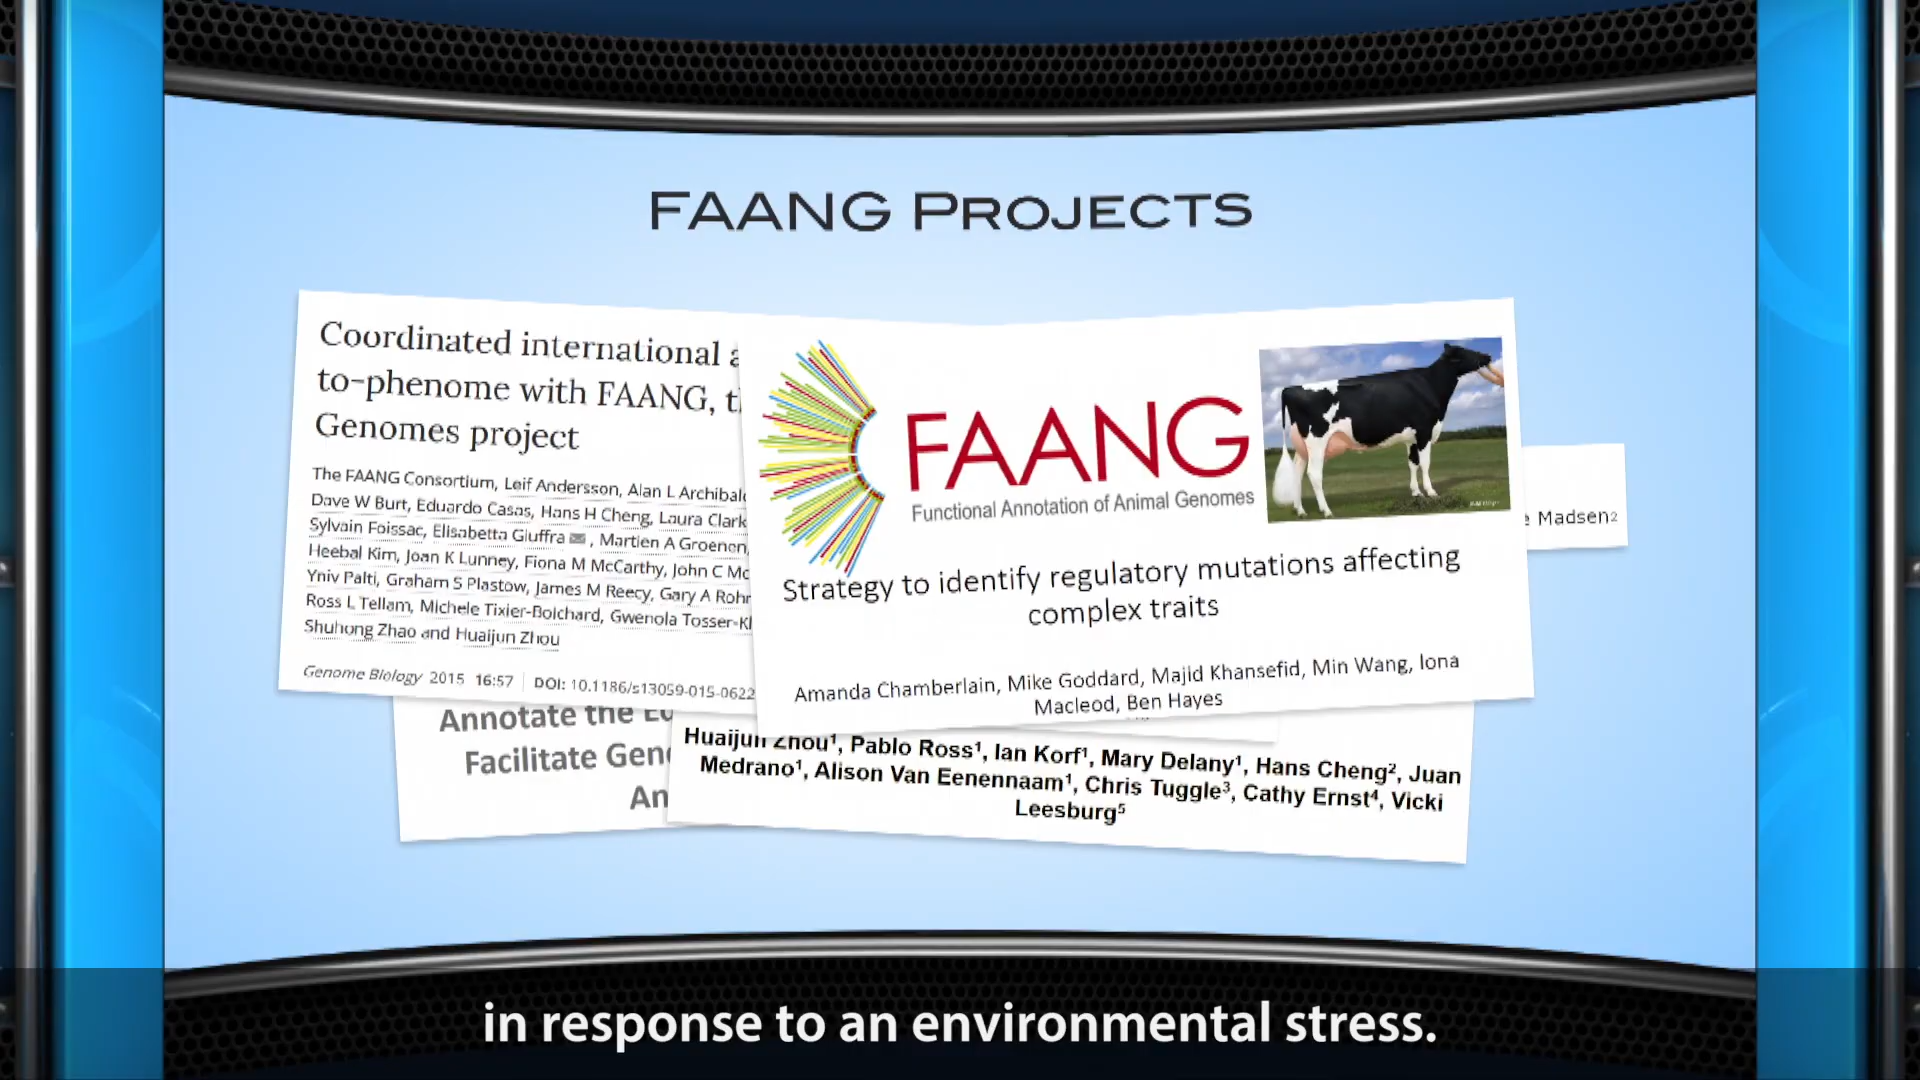 FAANG PROJECTS
Coordinated international
to-phenome with FAANG,
Genomes project
The FAANG Consortium, Leif Andersson, Alan L Archibald
Dave W Burt, Eduardo Casas, Hans H Cheng, Laura Clark
Sylvain Foissac, Elisabetta Giuffra, Martien A Groenen,
Heebal Kim, Joan K Lunney, Fiona M McCarthy, John C
Yniv Palti, Graham S Plastow, James M Reecy, Gary A Rohr
Ross L Tellam, Michele Tixier-Boichard, Gwenola Tosser-Kl
Shuhong Zhao and Huaijun Zhou
Genome Biology 2015 16:57 DOI: 10.1186/s13059-015-0622
FAANG
Functional Annotation of Animal Genomes
Strategy to identify regulatory mutations affecting
complex traits
Amanda Chamberlain, Mike Goddard, Majid Khansefid, Min Wang, Iona
Macleod, Ben Hayes
Madsen2
Annotate the
Facilitate Gen
An
Huaijun Zhou¹, Pablo Ross¹, Ian Korf¹, Mary Delany¹, Hans Cheng², Juan
Medrano¹, Alison Van Eenennaam¹, Chris Tuggle³, Cathy Ernst⁴, Vicki
Leesburg⁵
in response to an environmental stress.